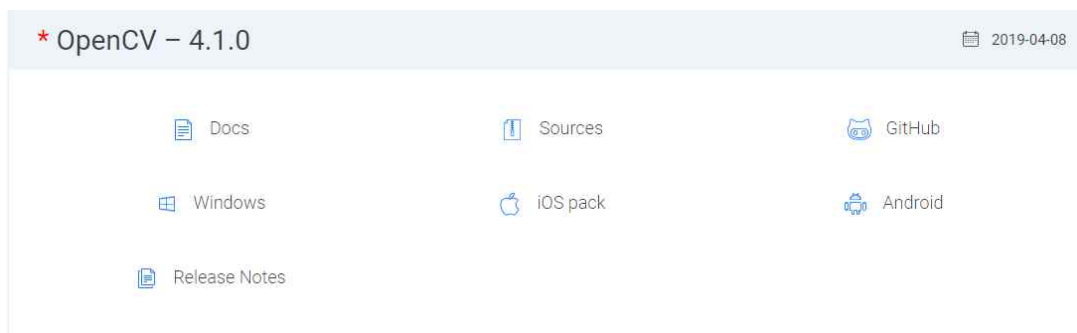 * OpenCV – 4.1.0 2019-04-08
Docs Sources GitHub
Windows iOS pack Android
Release Notes